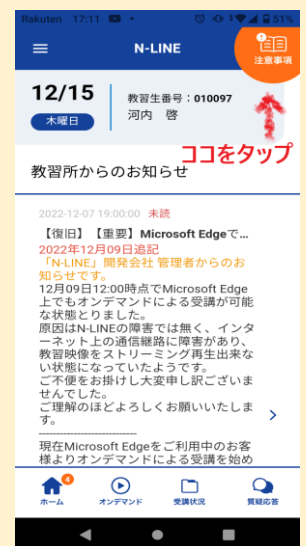 Rakuten 17:11 51%
N-LINE
注意事項
12/15
木曜日
教習生番号：010097
河内 啓
ココをタップ
教習所からのお知らせ
2022-12-07 19:00:00 未読
【復旧】【重要】Microsoft Edgeで...
2022年12月09日追記
「N-LINE」開発会社 管理者からのお
知らせです。
12月09日12:00時点でMicrosoft Edge
上でもオンデマンドによる受講が可能
な状態とりました。
原因はN-LINEの障害では無く、インタ
ーネット上の通信継路に障害があり、
教習映像をストリーミング再生出来な
い状態になっていたようです。
ご不便をお掛けし大変申し訳ございま
せんでした。
ご理解のほどよろしくお願いいたしま
す。
----------------------------
現在Microsoft Edgeをご利用中のお客
様よりオンデマンドによる受講を始め
4
ホーム オンデマンド 受講状況 質疑応答